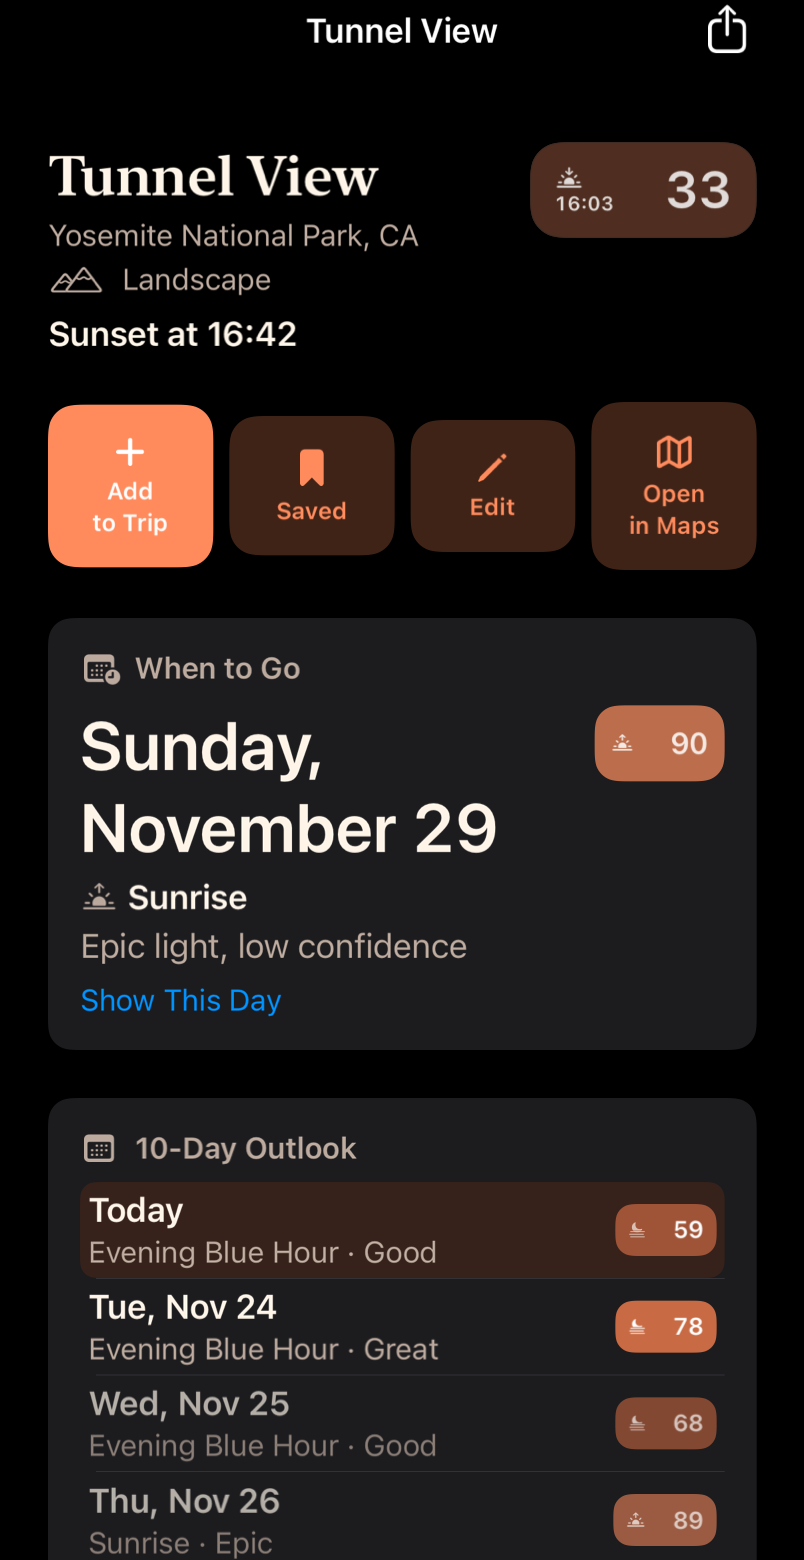 Tunnel View
Tunnel View
16:03
33
Yosemite National Park, CA
Landscape
Sunset at 16:42
Add
to Trip
Saved
Edit
Open
in Maps
When to Go
Sunday,
November 29
90
Sunrise
Epic light, low confidence
Show This Day
10-Day Outlook
Today
Evening Blue Hour · Good
59
Tue, Nov 24
Evening Blue Hour · Great
78
Wed, Nov 25
Evening Blue Hour · Good
68
Thu, Nov 26
Sunrise · Epic
89